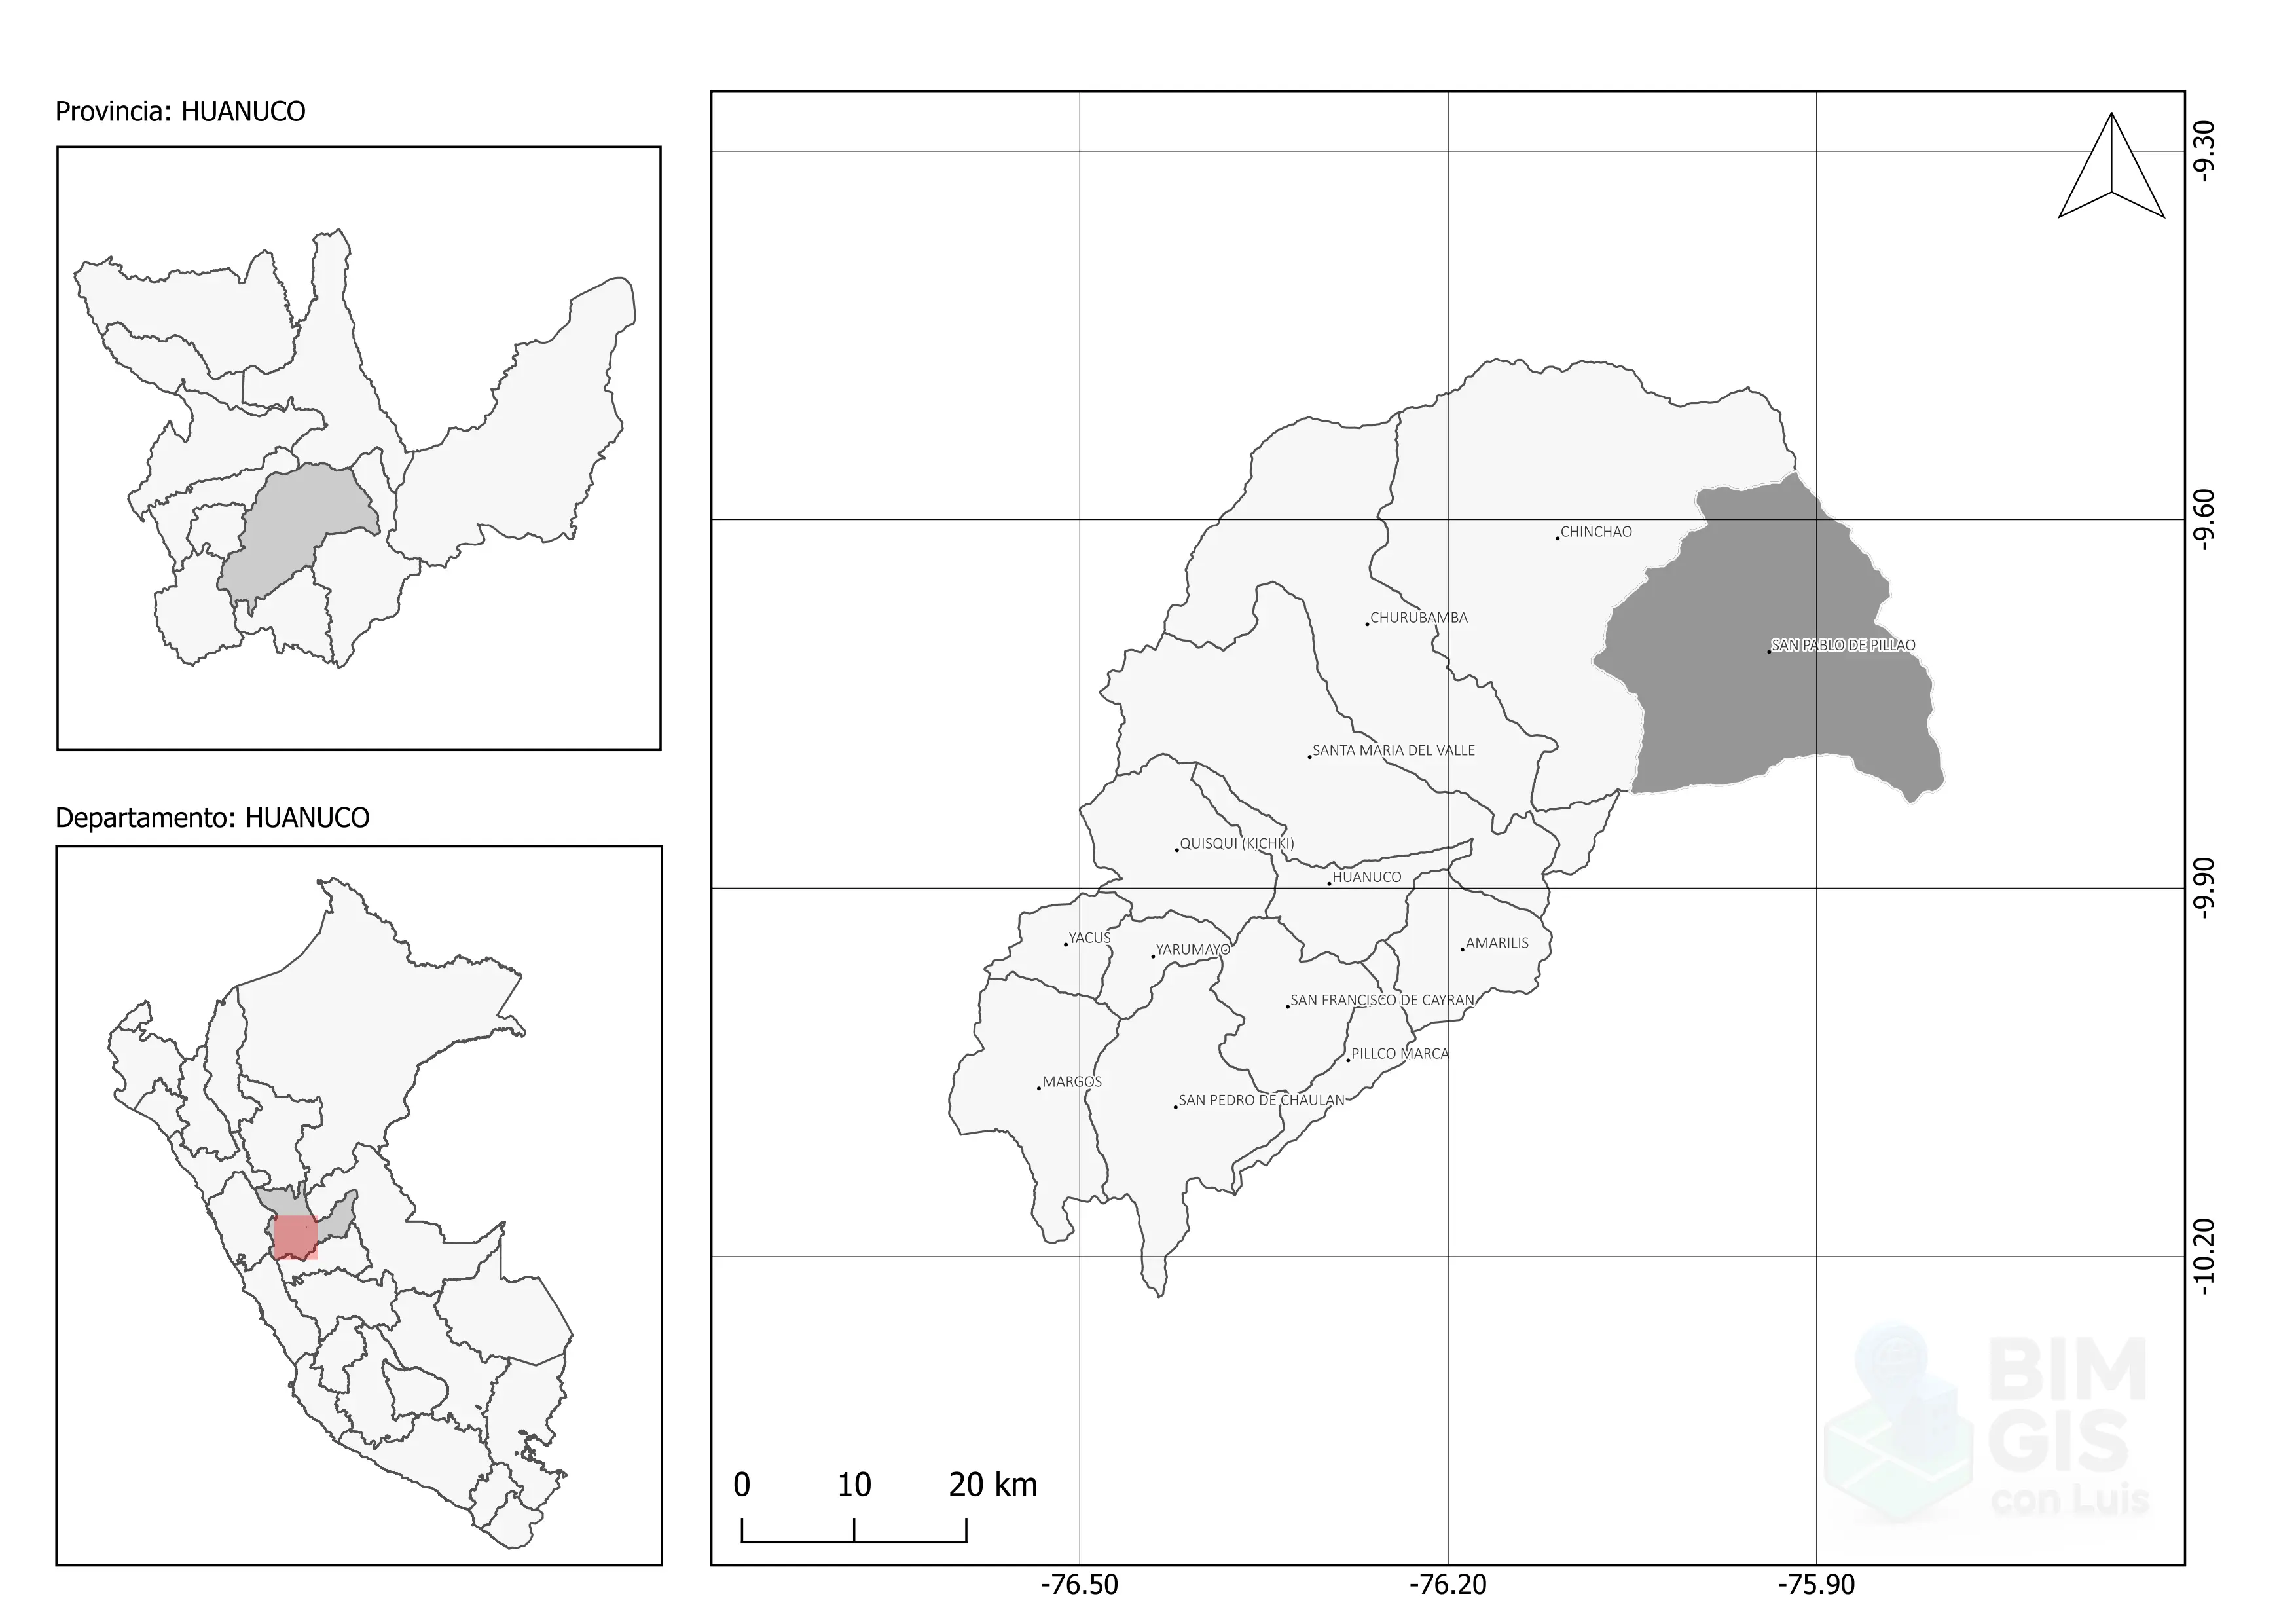 Provincia: HUANUCO
Departamento: HUANUCO
CHINCHAO
CHURUBAMBA
SAN PABLO DE PILLAO
SANTA MARIA DEL VALLE
QUISQUI (KICHKI)
HUANUCO
YACUS
YARUMAYO
AMARILIS
SAN FRANCISCO DE CAYRAN
PILLCO MARCA
MARGOS
SAN PEDRO DE CHAULAN
-9.30
-9.60
-9.90
-10.20
BIM
GIS
con Luis
0 10 20 km
-76.50 -76.20 -75.90